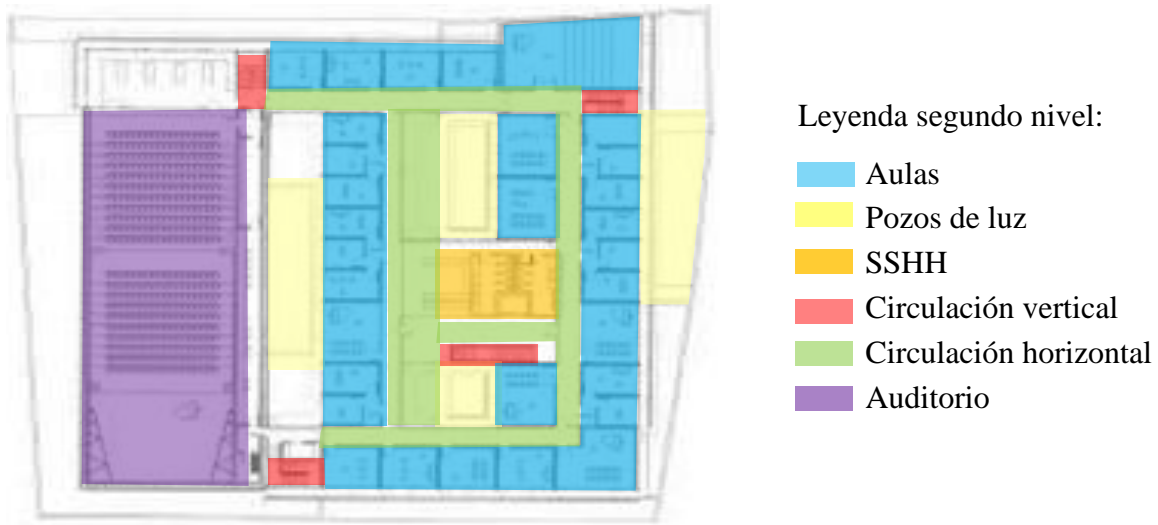 Leyenda segundo nivel:
Aulas
Pozos de luz
SSHH
Circulación vertical
Circulación horizontal
Auditorio